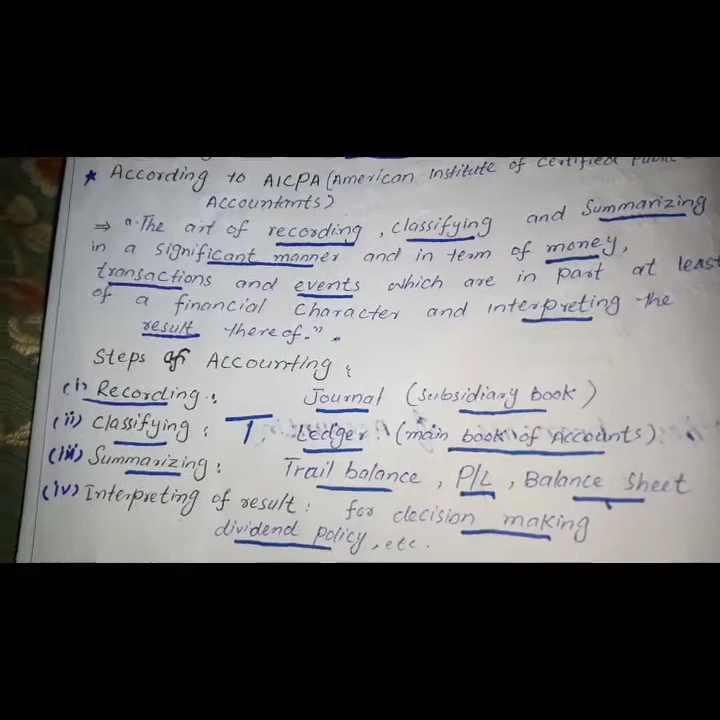 * According to AICPA (American Institute of Certified Public
Accountants)
⇒ "The art of recording, classifying and Summarizing
in a significant manner and in term of money,
transactions and events which are in part at least
of a financial character and interpreting the
result thereof."
Steps of Accounting:
(i) Recording: Journal (Subsidiary book)
(ii) Classifying: T Ledger (main book of Accounts)
(iii) Summarizing: Trail balance, P/L, Balance Sheet
(iv) Interpreting of result: for decision making
dividend policy, etc.